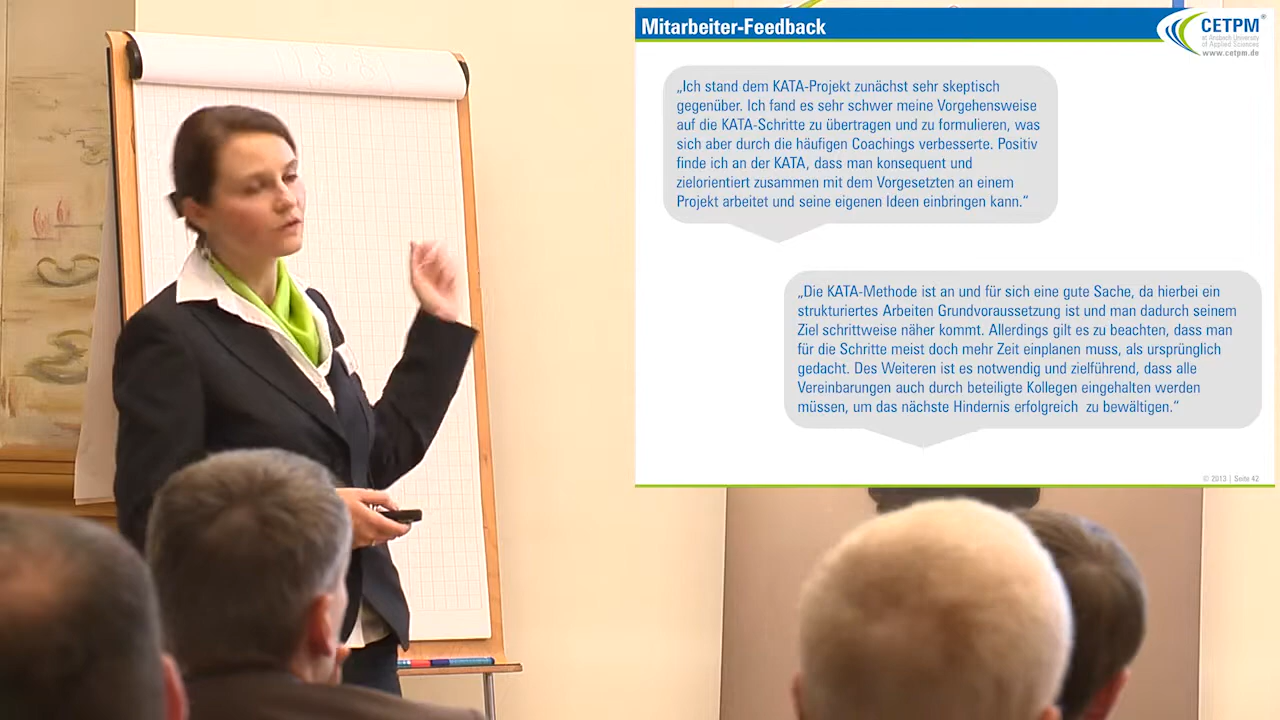 Mitarbeiter-Feedback
CETPM®
at Ansbach University
of Applied Sciences
www.cetpm.de
„Ich stand dem KATA-Projekt zunächst sehr skeptisch
gegenüber. Ich fand es sehr schwer meine Vorgehensweise
auf die KATA-Schritte zu übertragen und zu formulieren, was
sich aber durch die häufigen Coachings verbesserte. Positiv
finde ich an der KATA, dass man konsequent und
zielorientiert zusammen mit dem Vorgesetzten an einem
Projekt arbeitet und seine eigenen Ideen einbringen kann.“
„Die KATA-Methode ist an und für sich eine gute Sache, da hierbei ein
strukturiertes Arbeiten Grundvoraussetzung ist und man dadurch seinem
Ziel schrittweise näher kommt. Allerdings gilt es zu beachten, dass man
für die Schritte meist doch mehr Zeit einplanen muss, als ursprünglich
gedacht. Des Weiteren ist es notwendig und zielführend, dass alle
Vereinbarungen auch durch beteiligte Kollegen eingehalten werden
müssen, um das nächste Hindernis erfolgreich zu bewältigen.“
© 2013 | Seite 42